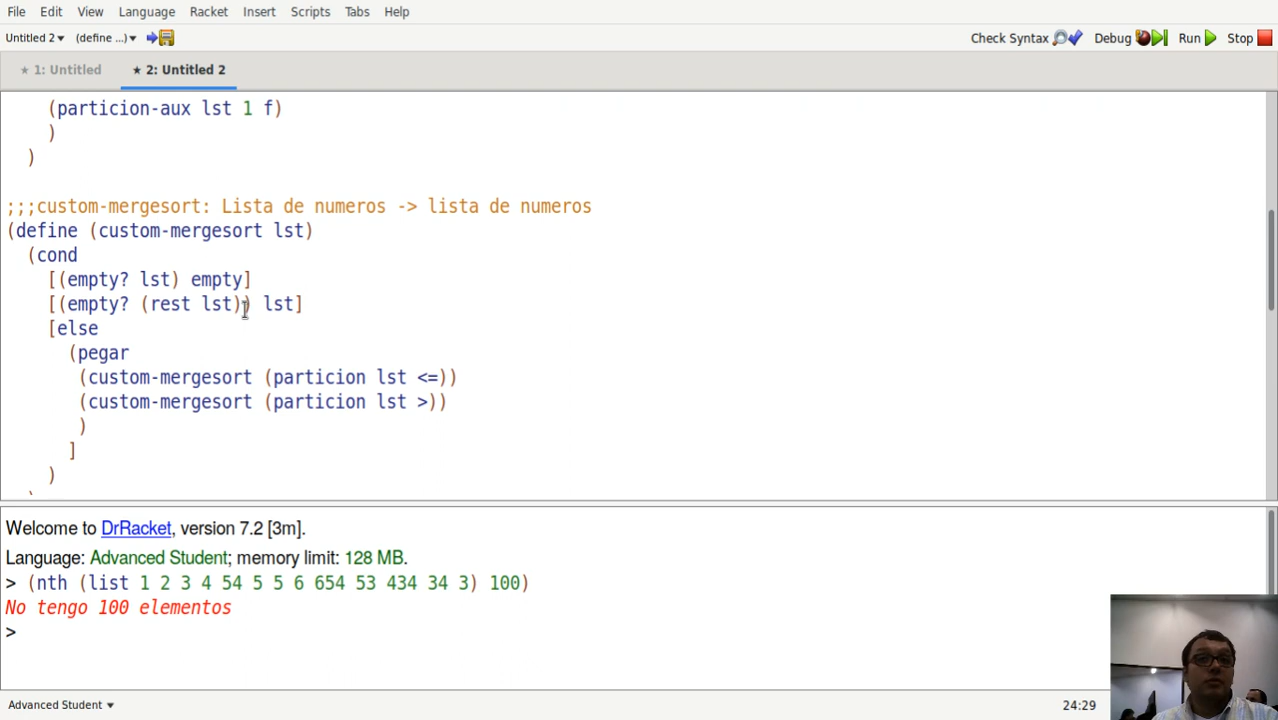 File Edit View Language Racket Insert Scripts Tabs Help
Untitled 2 (define ...) Check Syntax Debug Run Stop
★ 1: Untitled ★ 2: Untitled 2
(particion-aux lst 1 f)
)
)
;;;custom-mergesort: Lista de numeros -> lista de numeros
(define (custom-mergesort lst)
(cond
[(empty? lst) empty]
[(empty? (rest lst)) lst]
[else
(pegar
(custom-mergesort (particion lst <=))
(custom-mergesort (particion lst >))
)
]
)
Welcome to DrRacket, version 7.2 [3m].
Language: Advanced Student; memory limit: 128 MB.
> (nth (list 1 2 3 4 54 5 5 6 654 53 434 34 3) 100)
No tengo 100 elementos
>
Advanced Student 24:29